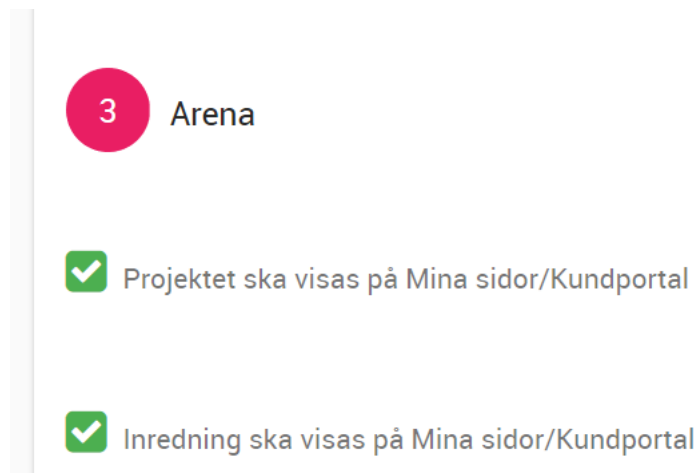 3 Arena
Projektet ska visas på Mina sidor/Kundportal
Inredning ska visas på Mina sidor/Kundportal